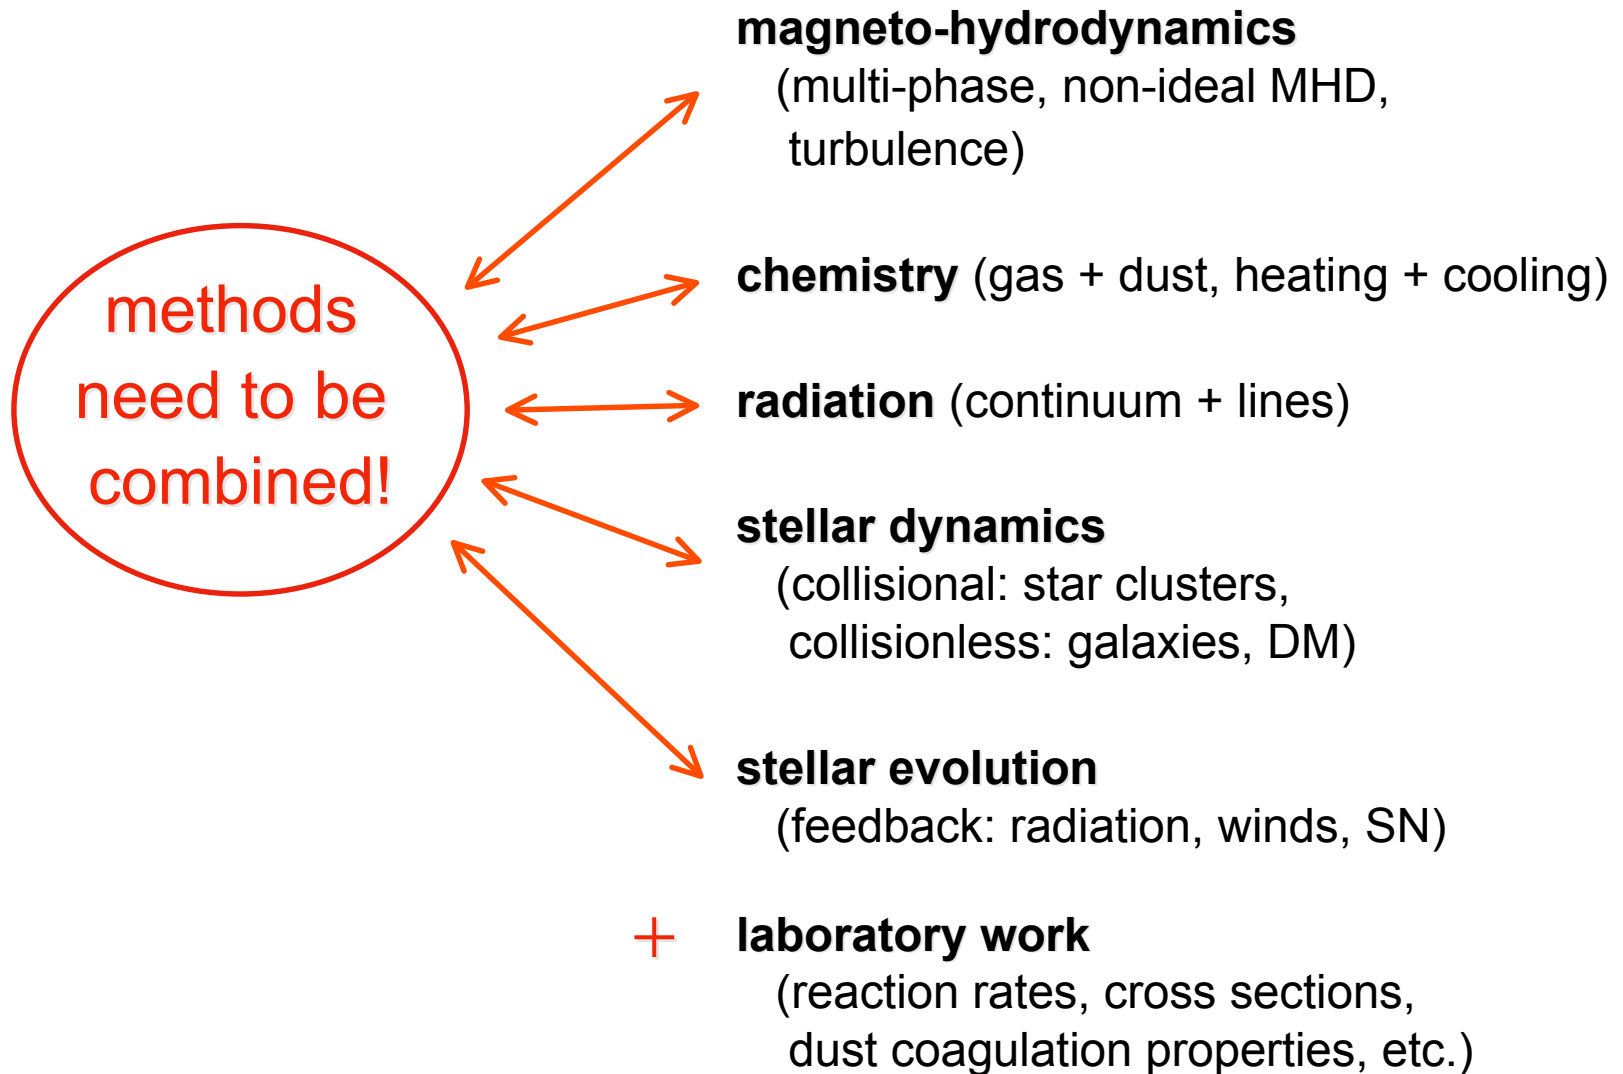 magneto-hydrodynamics
(multi-phase, non-ideal MHD,
turbulence)
methods
need to be
combined!
chemistry (gas + dust, heating + cooling)
radiation (continuum + lines)
stellar dynamics
(collisional: star clusters,
collisionless: galaxies, DM)
stellar evolution
(feedback: radiation, winds, SN)
+ laboratory work
(reaction rates, cross sections,
dust coagulation properties, etc.)